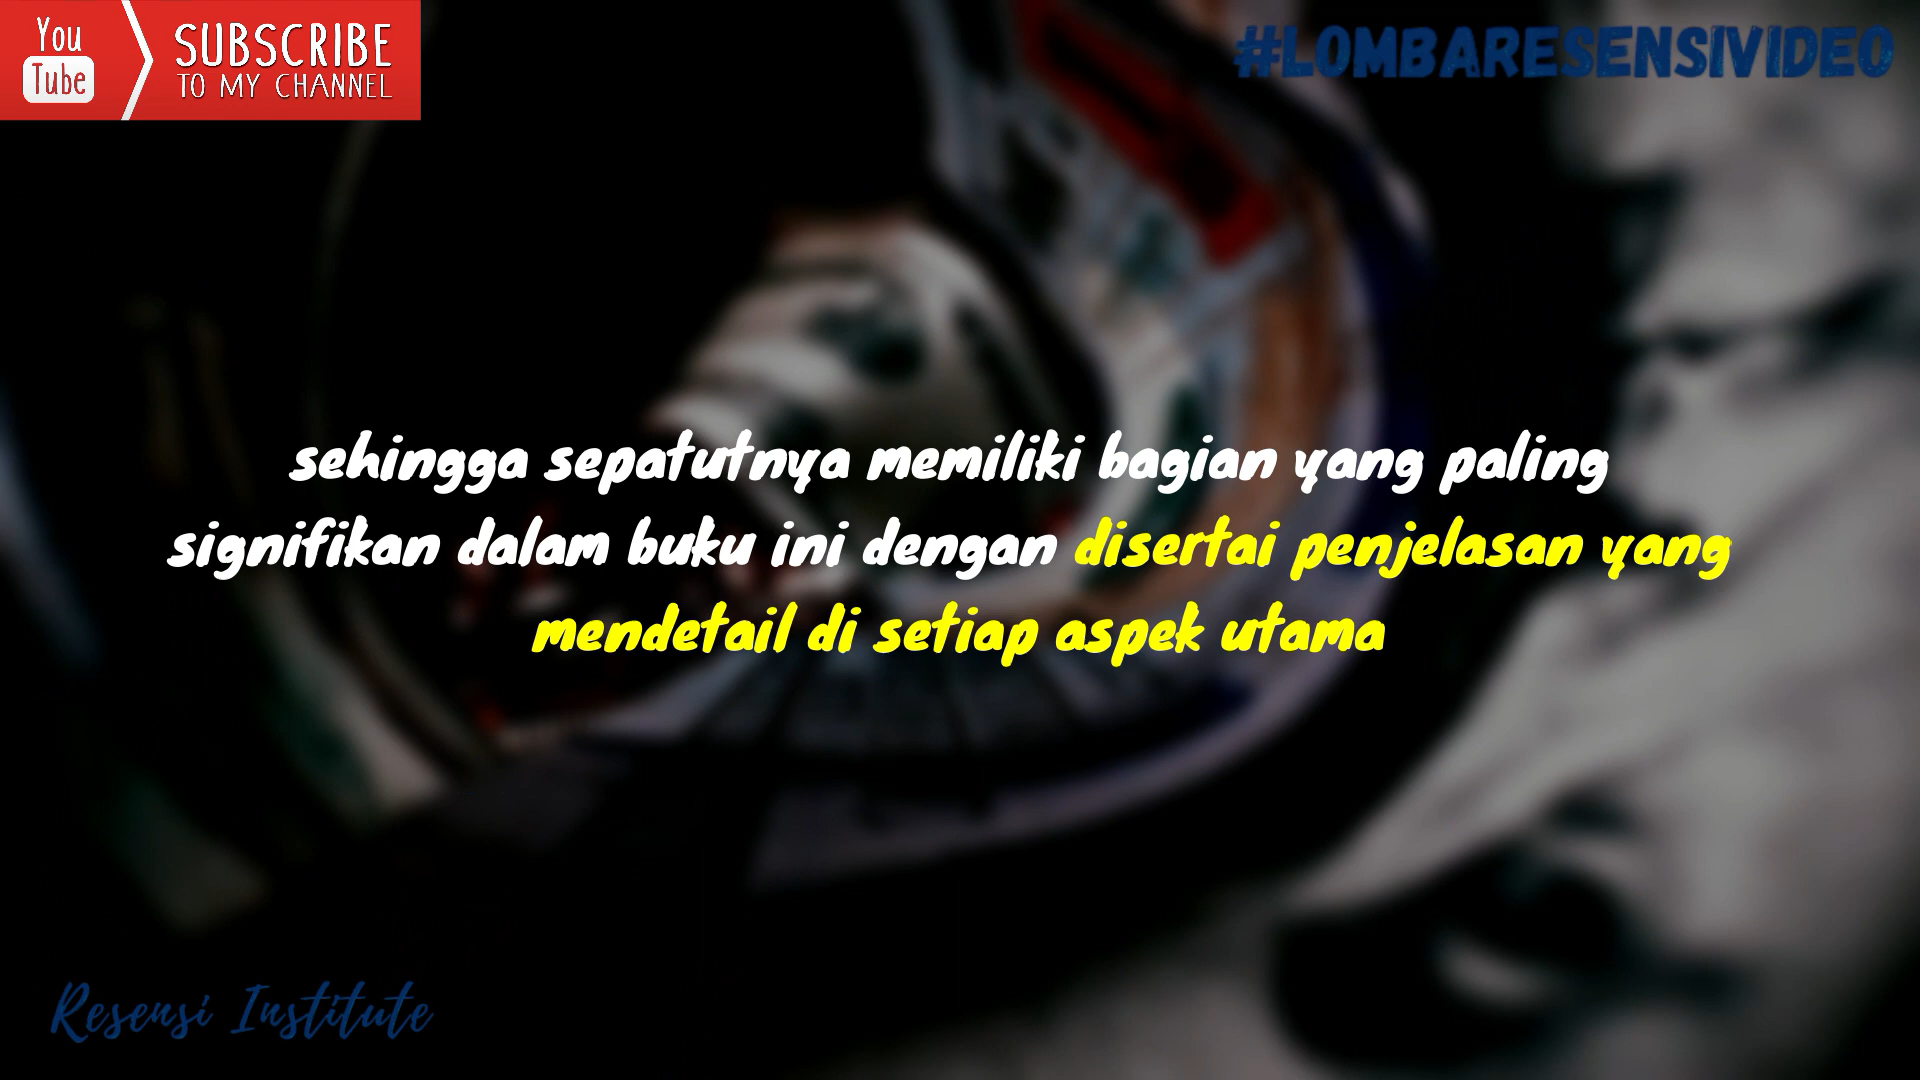 You
Tube
SUBSCRIBE
TO MY CHANNEL
#LOMBARESENSIVIDEO
sehingga sepatutnya memiliki bagian yang paling
signifikan dalam buku ini dengan disertai penjelasan yang
mendetail di setiap aspek utama
Resensi Institute